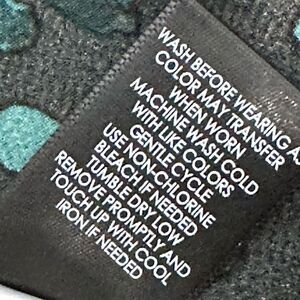 WASH BEFORE WEARING AS
COLOR MAY TRANSFER
WHEN WORN
MACHINE WASH COLD
WITH LIKE COLORS
GENTLE CYCLE
USE NON-CHLORINE
BLEACH IF NEEDED
TUMBLE DRY LOW
REMOVE PROMPTLY AND
TOUCH UP WITH COOL
IRON IF NEEDED